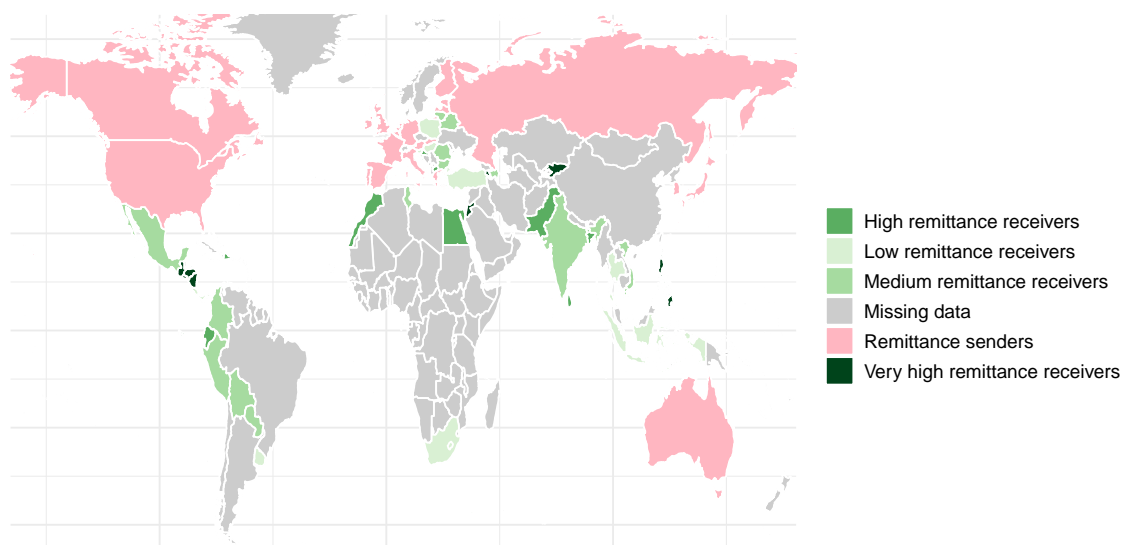 High remittance receivers
Low remittance receivers
Medium remittance receivers
Missing data
Remittance senders
Very high remittance receivers